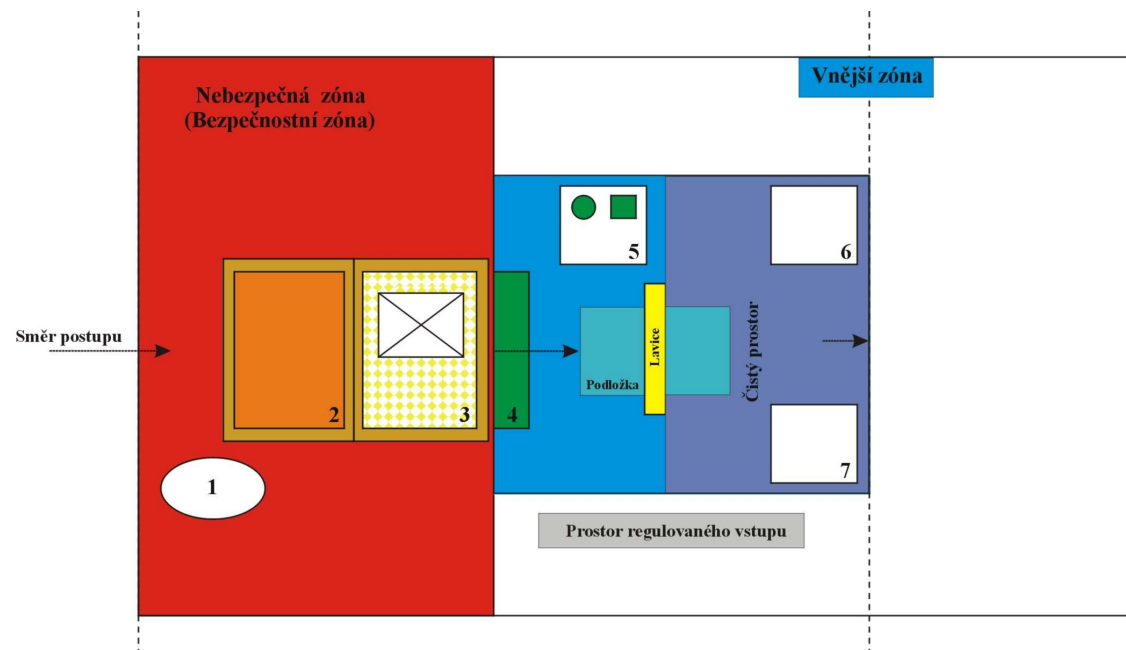 Vnější zóna
Nebezpečná zóna
(Bezpečnostní zóna)
5
6
Směr postupu
Lavice
Čistý prostor
Podložka
2
3
4
7
1
Prostor regulovaného vstupu